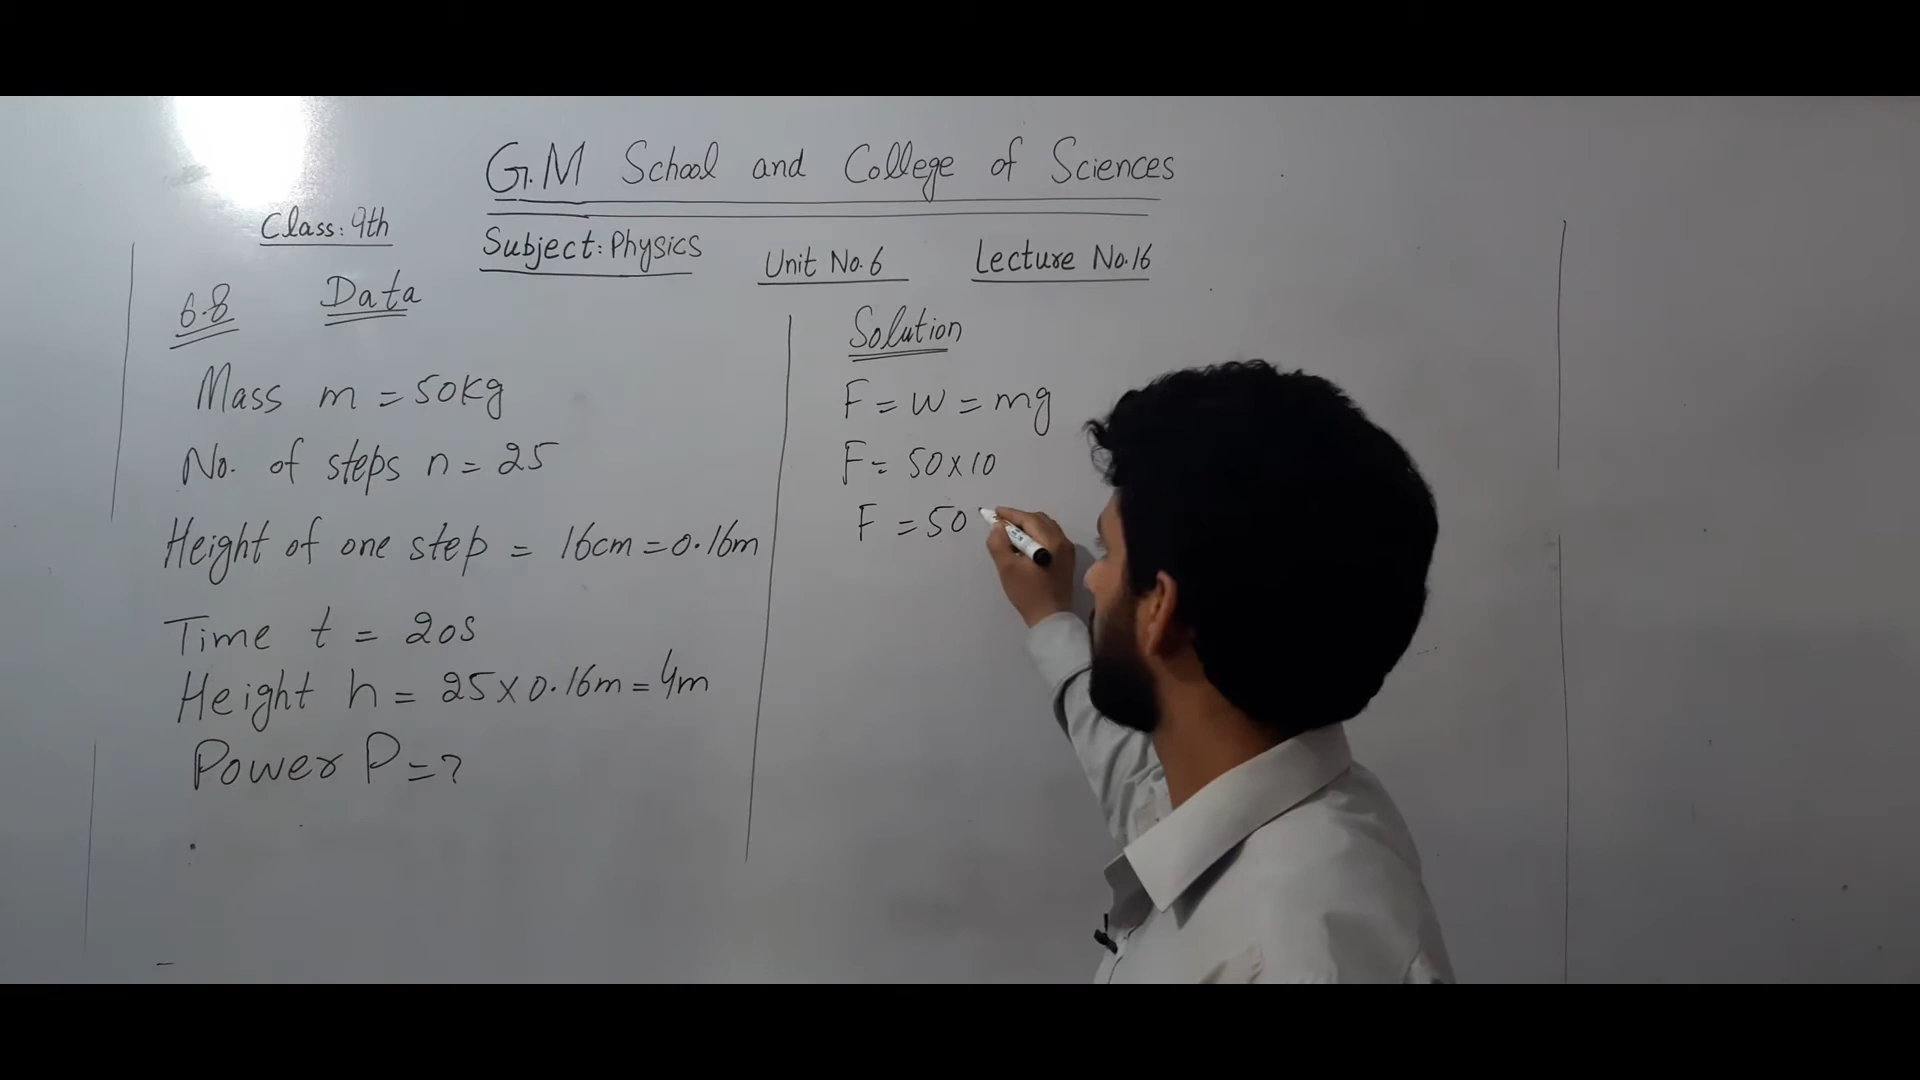 G.M School and College of Sciences
Class: 9th
Subject: Physics
Unit No. 6
Lecture No. 16
6.8
Data
Mass m = 50kg
No. of steps n = 25
Height of one step = 16cm = 0.16m
Time t = 20s
Height h = 25 x 0.16m = 4m
Power P = ?
Solution
F = w = mg
F = 50 x 10
F = 50